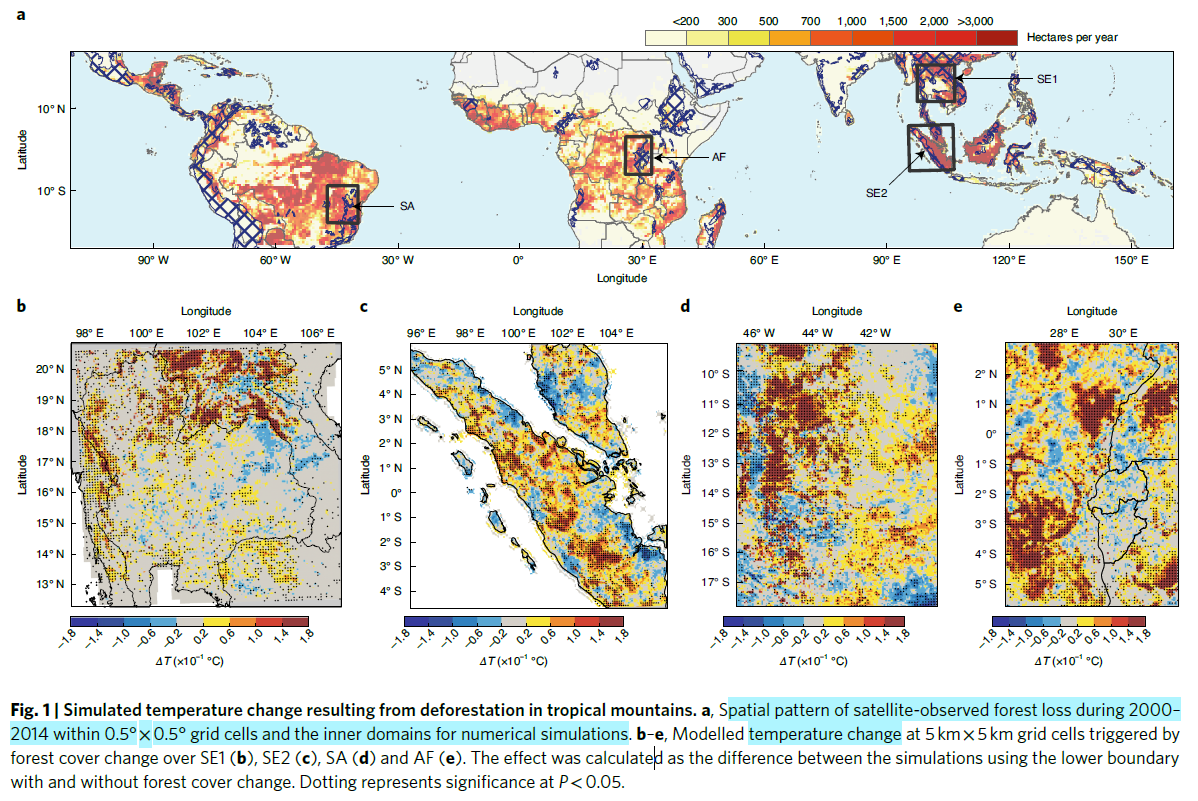 a
<200 300 500 700 1,000 1,500 2,000 >3,000
Hectares per year
SE1
10° N
Latitude
AF
10° S
SE2
SA
90° W 60° W 30° W 0° 30° E 60° E 90° E 120° E 150° E
Longitude
b c d e
Longitude Longitude Longitude Longitude
98° E 100° E 102° E 104° E 106° E
20° N
19° N
18° N
17° N
16° N
15° N
14° N
13° N
Latitude
−1.8 −1.4 −1.0 −0.6 −0.2 0.2 0.6 1.0 1.4 1.8
ΔT (×10⁻¹ °C)
96° E 98° E 100° E 102° E 104° E
5° N
4° N
3° N
2° N
1° N
0°
1° S
2° S
3° S
4° S
Latitude
−1.8 −1.4 −1.0 −0.6 −0.2 0.2 0.6 1.0 1.4 1.8
ΔT (×10⁻¹ °C)
46° W 44° W 42° W
10° S
11° S
12° S
13° S
14° S
15° S
16° S
17° S
Latitude
−1.8 −1.4 −1.0 −0.6 −0.2 0.2 0.6 1.0 1.4 1.8
ΔT (×10⁻¹ °C)
28° E 30° E
2° N
1° N
0°
1° S
2° S
3° S
4° S
5° S
Latitude
−1.8 −1.4 −1.0 −0.6 −0.2 0.2 0.6 1.0 1.4 1.8
ΔT (×10⁻¹ °C)
Fig. 1 | Simulated temperature change resulting from deforestation in tropical mountains. a, Spatial pattern of satellite-observed forest loss during 2000–
2014 within 0.5° × 0.5° grid cells and the inner domains for numerical simulations. b–e, Modelled temperature change at 5 km × 5 km grid cells triggered by
forest cover change over SE1 (b), SE2 (c), SA (d) and AF (e). The effect was calculated as the difference between the simulations using the lower boundary
with and without forest cover change. Dotting represents significance at P < 0.05.